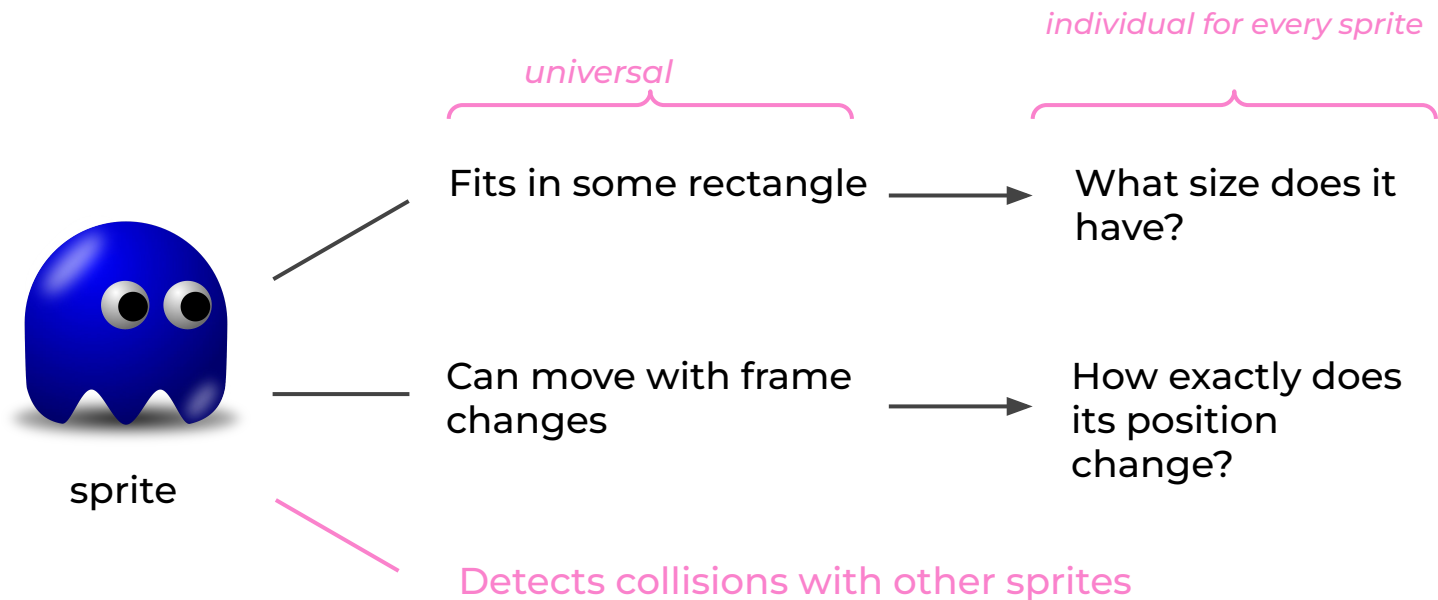 individual for every sprite
universal
Fits in some rectangle
What size does it
have?
Can move with frame
changes
How exactly does
its position
change?
sprite
Detects collisions with other sprites